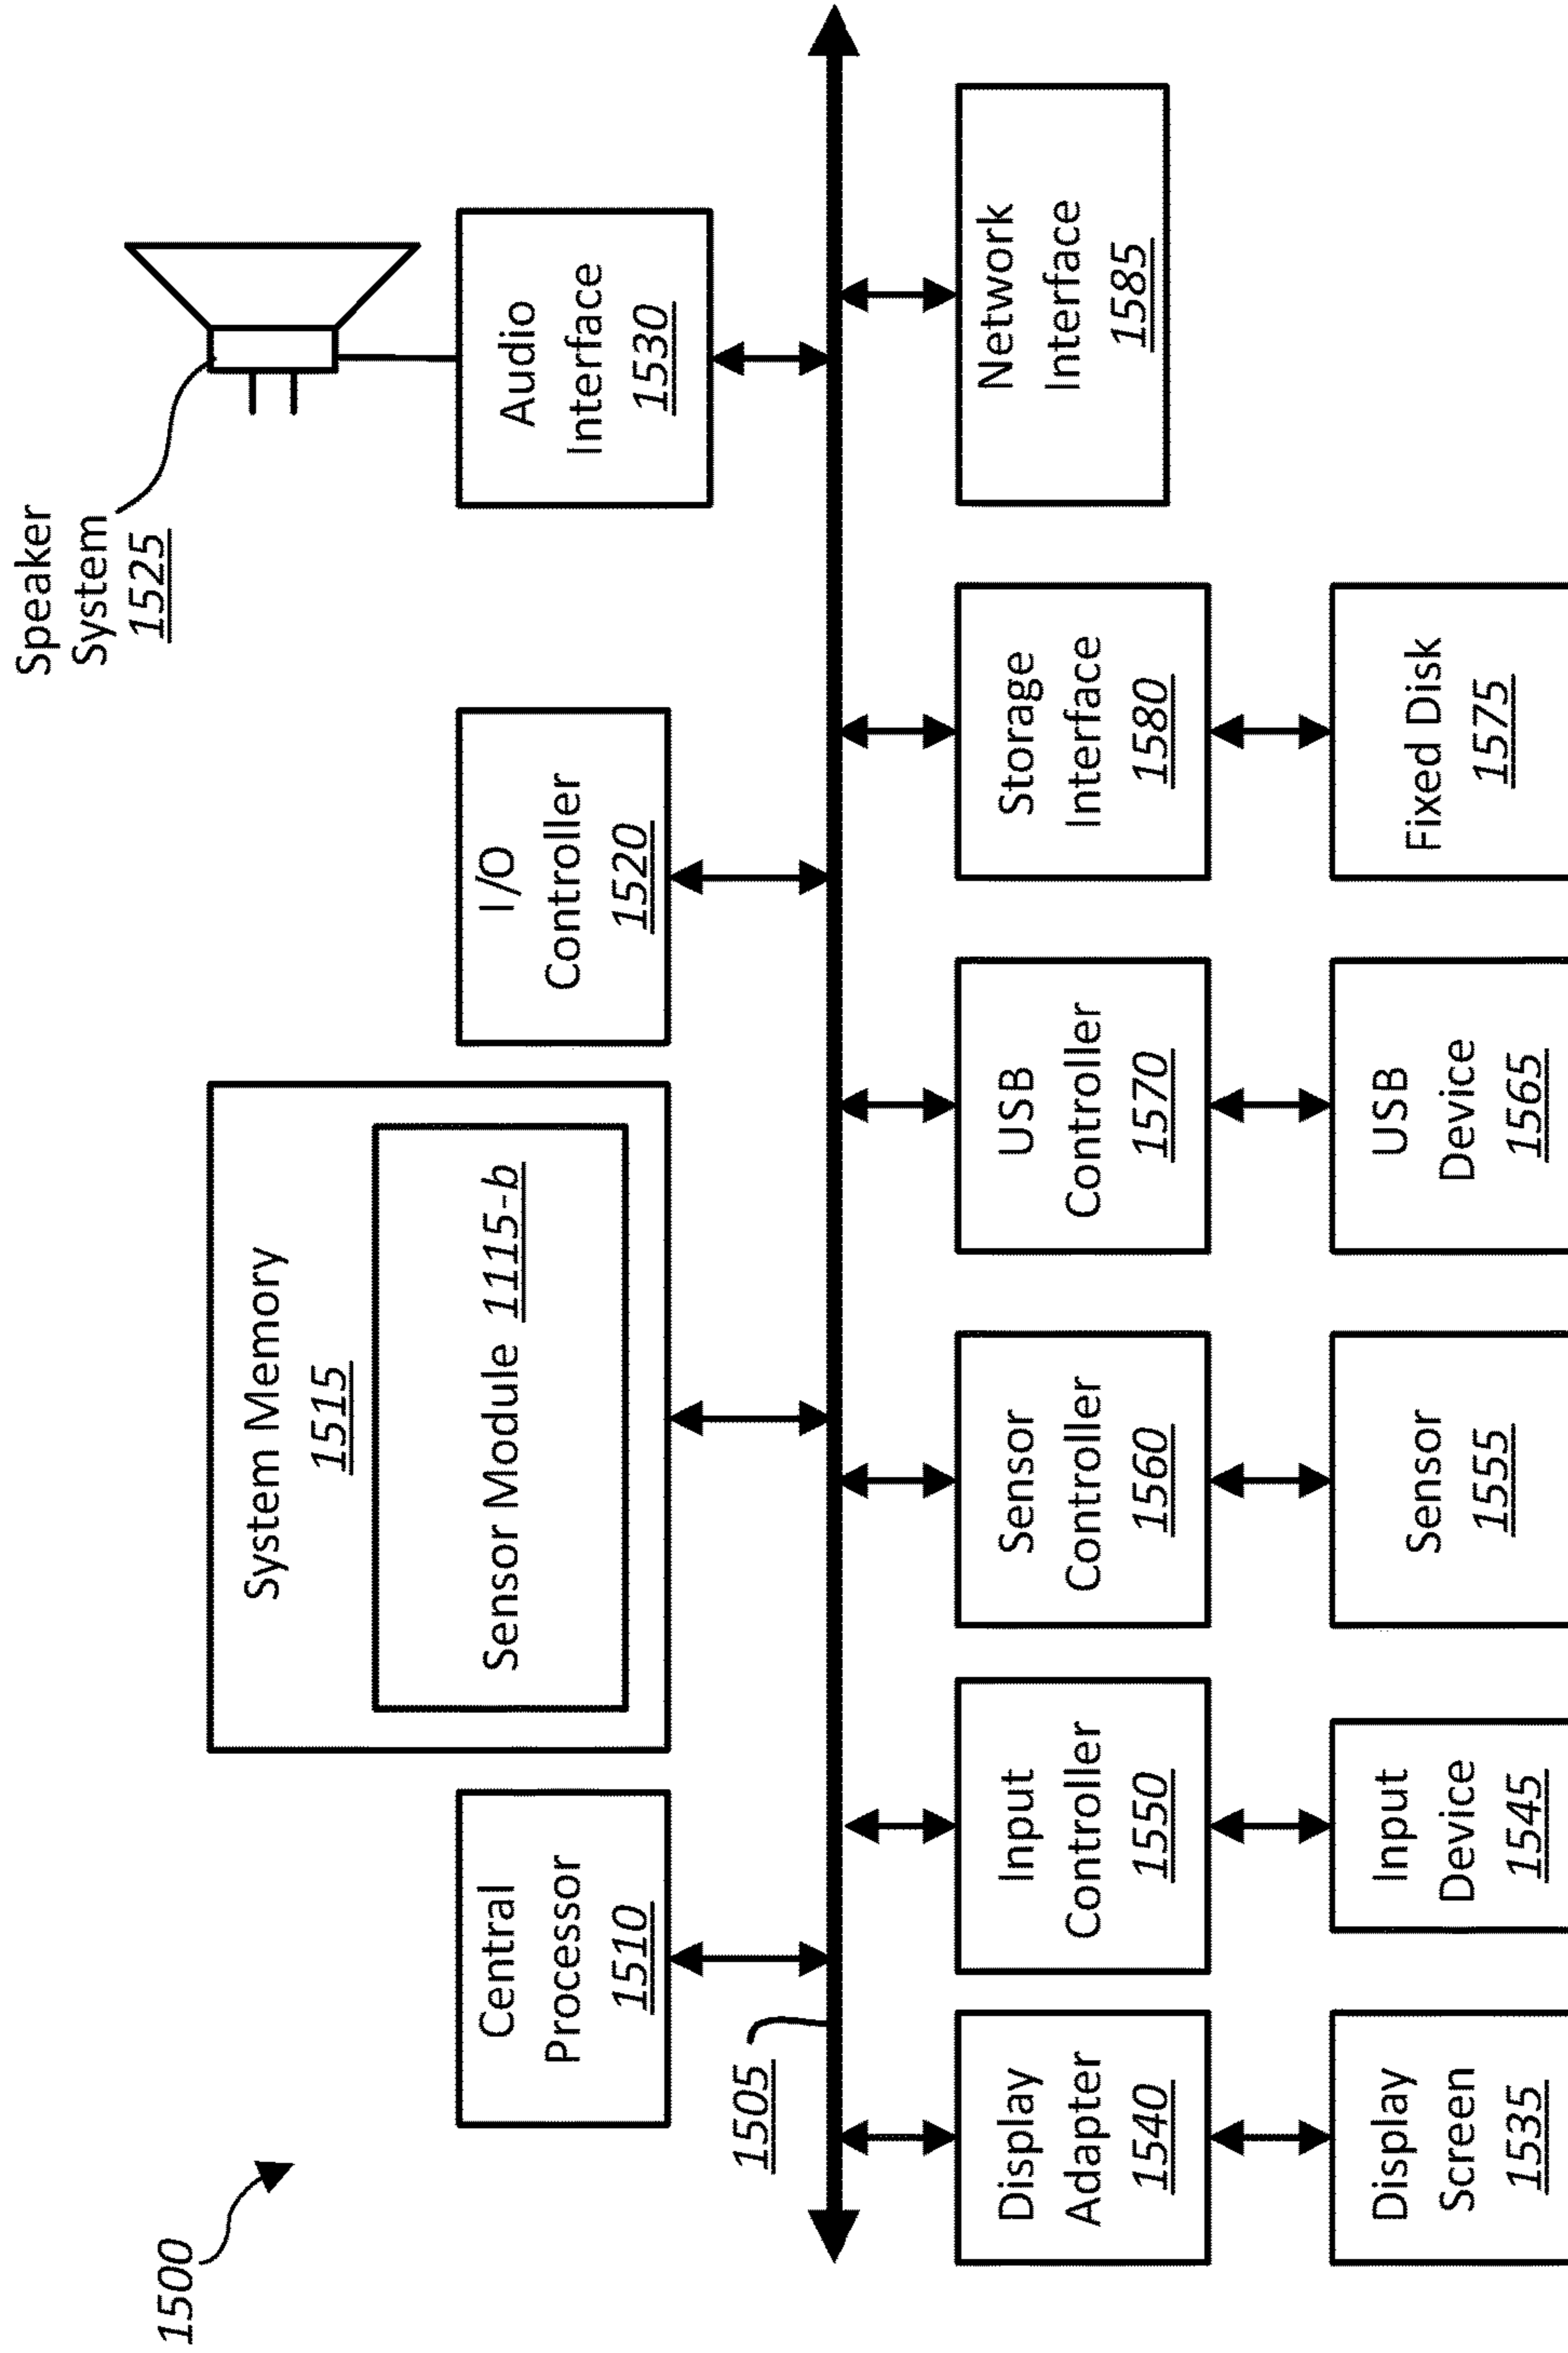 1500
Speaker
System
1525
System Memory
1515
Sensor Module 1115-b
Central
Processor
1510
I/O
Controller
1520
Audio
Interface
1530
1505
Display
Adapter
1540
Input
Controller
1550
Sensor
Controller
1560
USB
Controller
1570
Storage
Interface
1580
Network
Interface
1585
Display
Screen
1535
Input
Device
1545
Sensor
1555
USB
Device
1565
Fixed Disk
1575